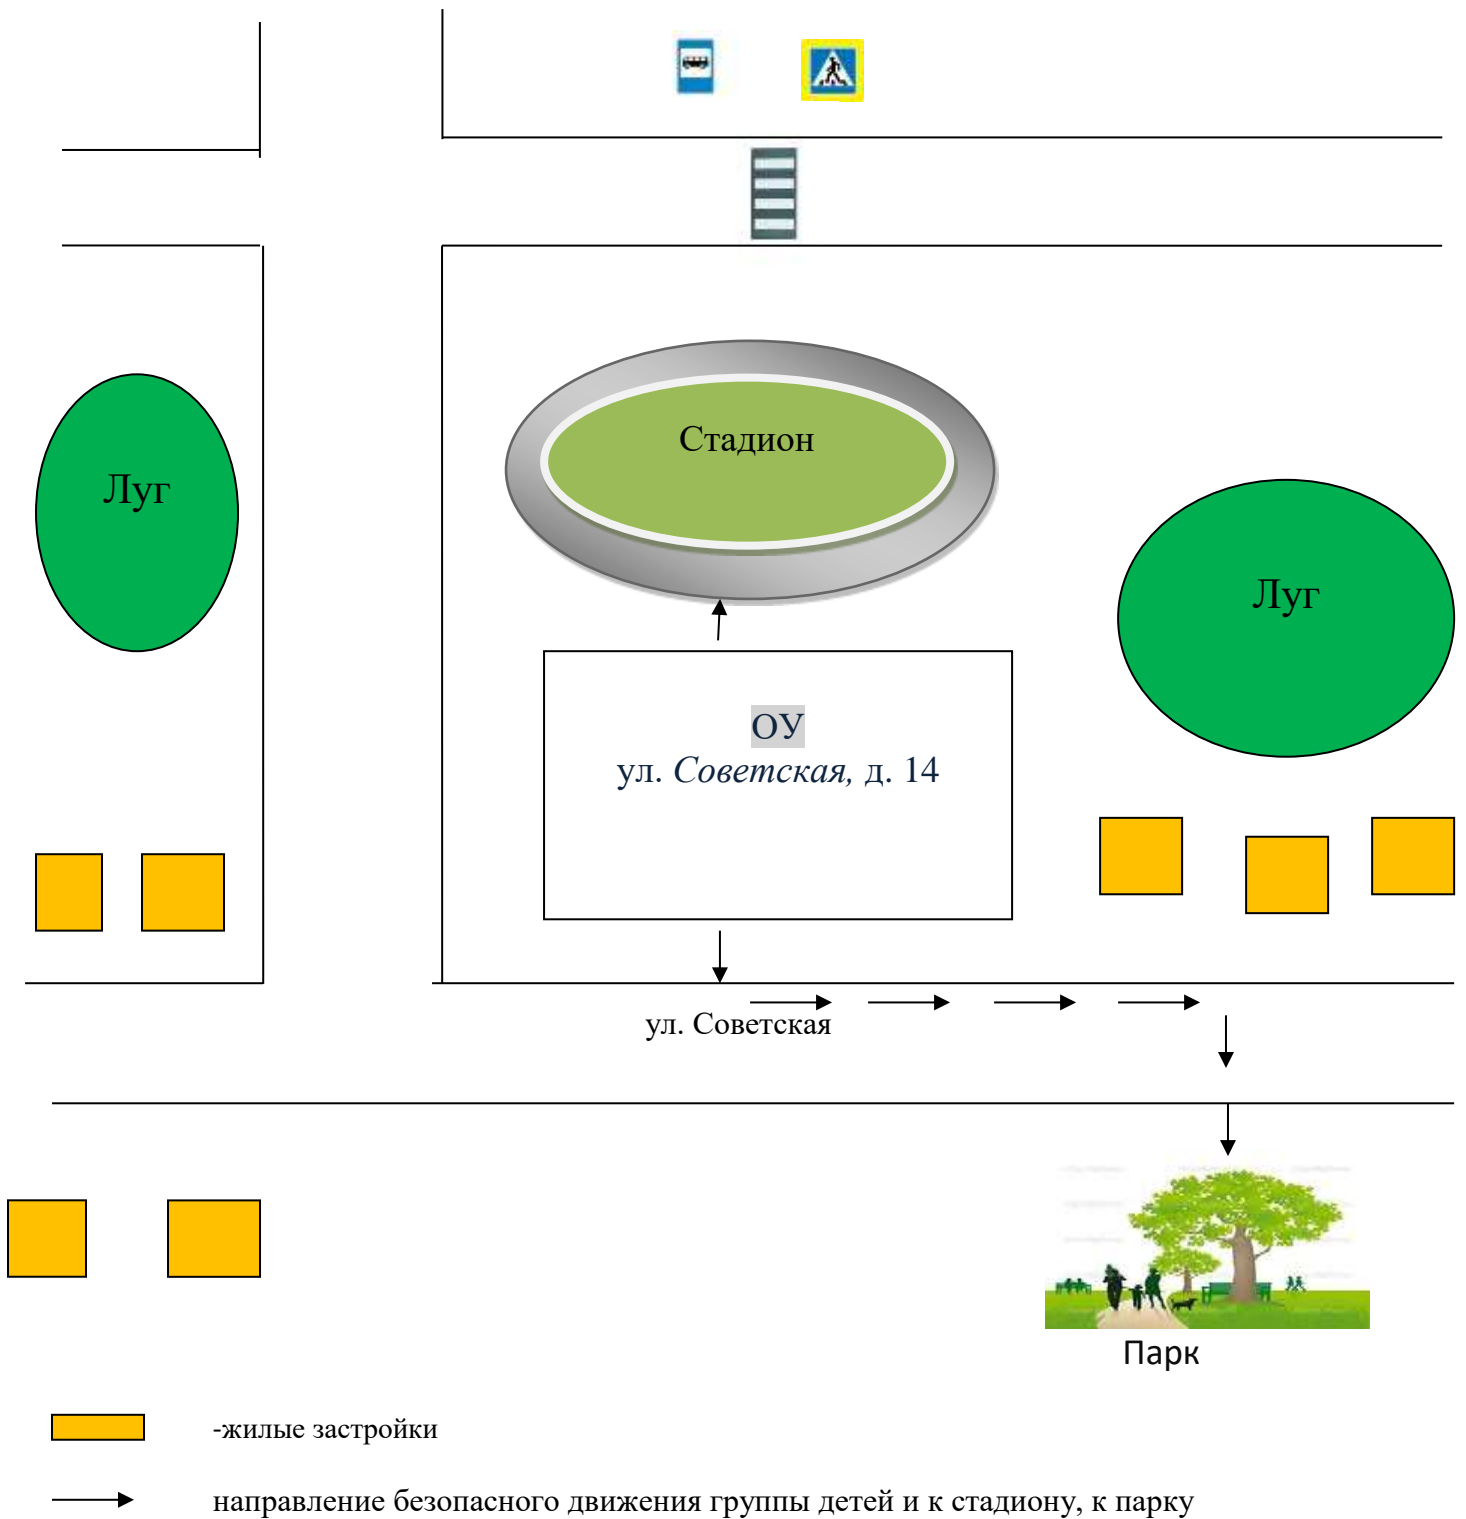 Стадион
Луг
Луг
ОУ
ул. Советская, д. 14
ул. Советская
Парк
-жилые застройки
направление безопасного движения группы детей и к стадиону, к парку